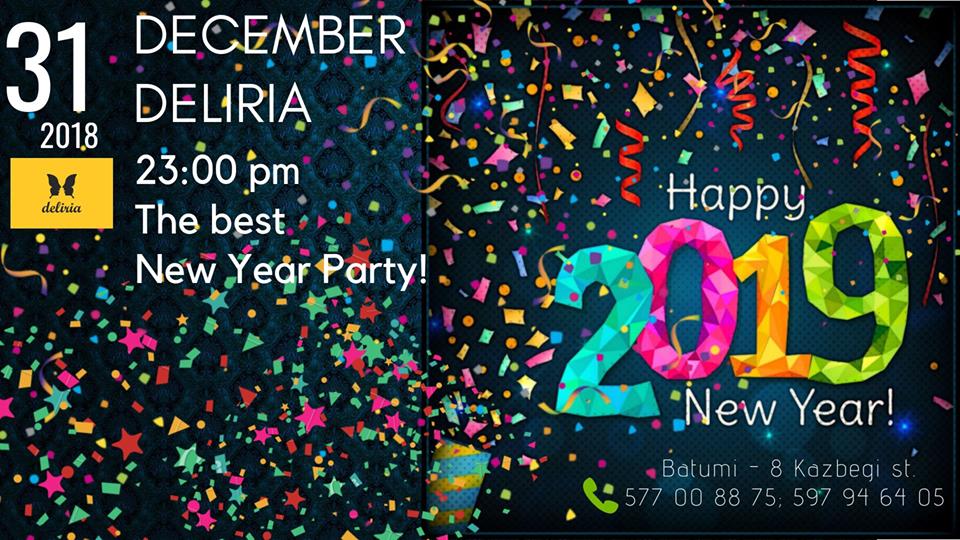 31
2018
deliria
DECEMBER
DELIRIA
23:00 pm
The best
New Year Party!
Happy
2019
New Year!
Batumi - 8 Kazbegi st.
577 00 88 75; 597 94 64 05